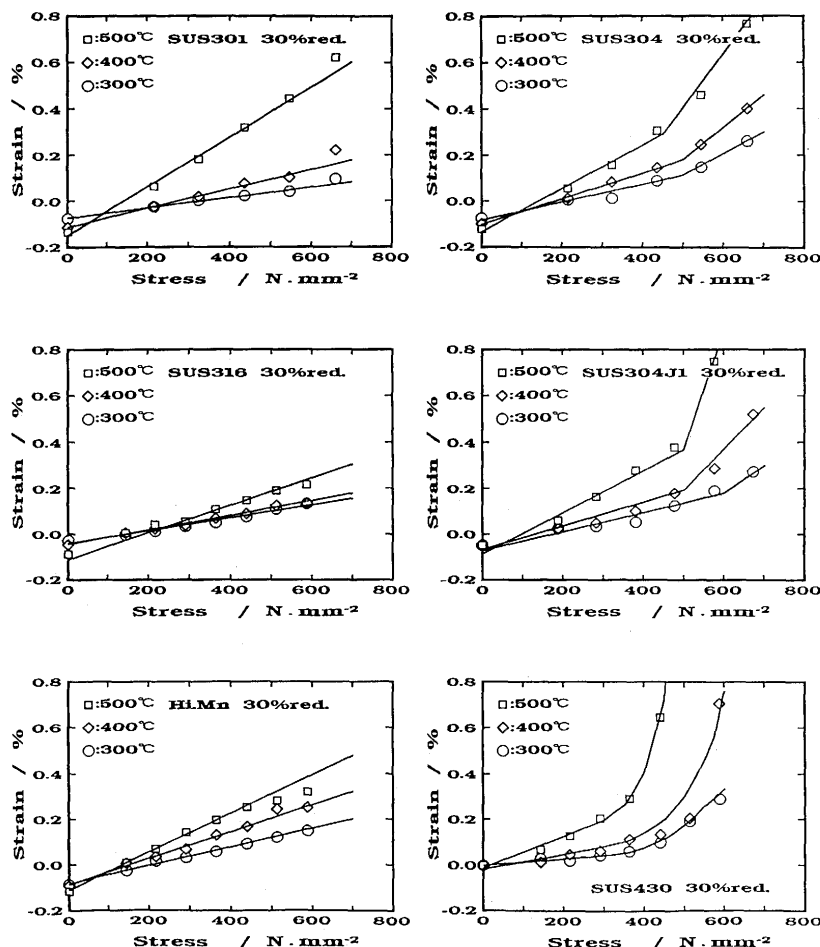 0.8
0.6
0.4
0.2
0.0
-0.2
Strain / %
□:500℃ SUS301 30%red.
◇:400℃
○:300℃
0 200 400 600 800
Stress / N.mm-2
0.8
0.6
0.4
0.2
0.0
-0.2
Strain / %
□:500℃ SUS304 30%red.
◇:400℃
○:300℃
0 200 400 600 800
Stress / N.mm-2
0.8
0.6
0.4
0.2
0.0
-0.2
Strain / %
□:500℃ SUS316 30%red.
◇:400℃
○:300℃
0 200 400 600 800
Stress / N.mm-2
0.8
0.6
0.4
0.2
0.0
-0.2
Strain / %
□:500℃ SUS304J1 30%red.
◇:400℃
○:300℃
0 200 400 600 800
Stress / N.mm-2
0.8
0.6
0.4
0.2
0.0
-0.2
Strain / %
□:500℃ Hi.Mn 30%red.
◇:400℃
○:300℃
0 200 400 600 800
Stress / N.mm-2
0.8
0.6
0.4
0.2
0.0
-0.2
Strain / %
□:500℃
◇:400℃
○:300℃
SUS430 30%red.
0 200 400 600 800
Stress / N.mm-2